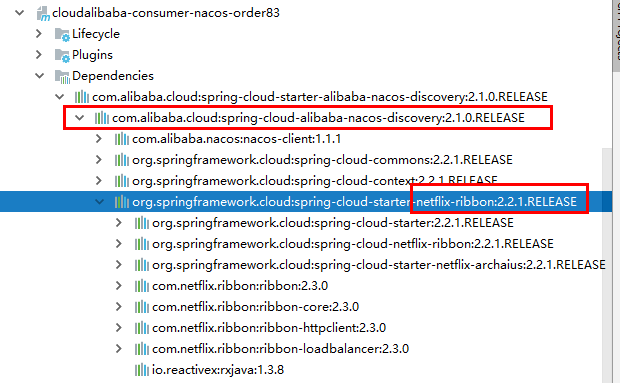 cloudalibaba-consumer-nacos-order83
Lifecycle
Plugins
Dependencies
com.alibaba.cloud:spring-cloud-starter-alibaba-nacos-discovery:2.1.0.RELEASE
com.alibaba.cloud:spring-cloud-alibaba-nacos-discovery:2.1.0.RELEASE
com.alibaba.nacos:nacos-client:1.1.1
org.springframework.cloud:spring-cloud-commons:2.2.1.RELEASE
org.springframework.cloud:spring-cloud-context:2.2.1.RELEASE
org.springframework.cloud:spring-cloud-starter-netflix-ribbon:2.2.1.RELEASE
org.springframework.cloud:spring-cloud-starter:2.2.1.RELEASE
org.springframework.cloud:spring-cloud-netflix-ribbon:2.2.1.RELEASE
org.springframework.cloud:spring-cloud-starter-netflix-archaius:2.2.1.RELEASE
com.netflix.ribbon:ribbon:2.3.0
com.netflix.ribbon:ribbon-core:2.3.0
com.netflix.ribbon:ribbon-httpclient:2.3.0
com.netflix.ribbon:ribbon-loadbalancer:2.3.0
io.reactivex:rxjava:1.3.8